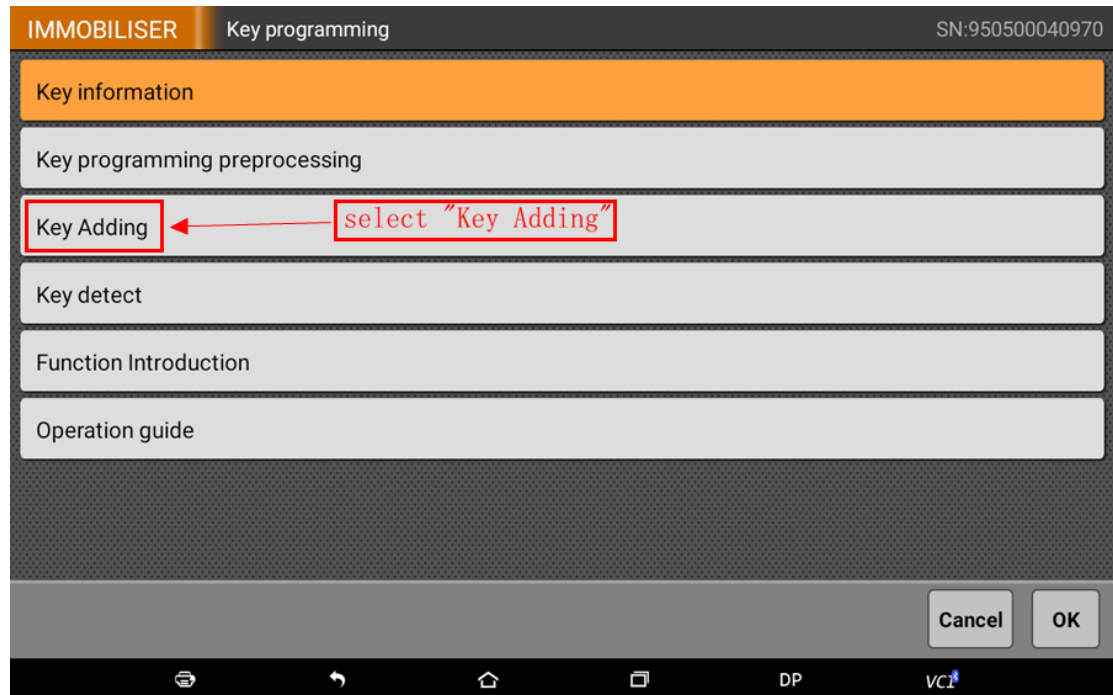 IMMOBILISER Key programming SN:950500040970
Key information
Key programming preprocessing
Key Adding select "Key Adding"
Key detect
Function Introduction
Operation guide
Cancel OK
DP VCI